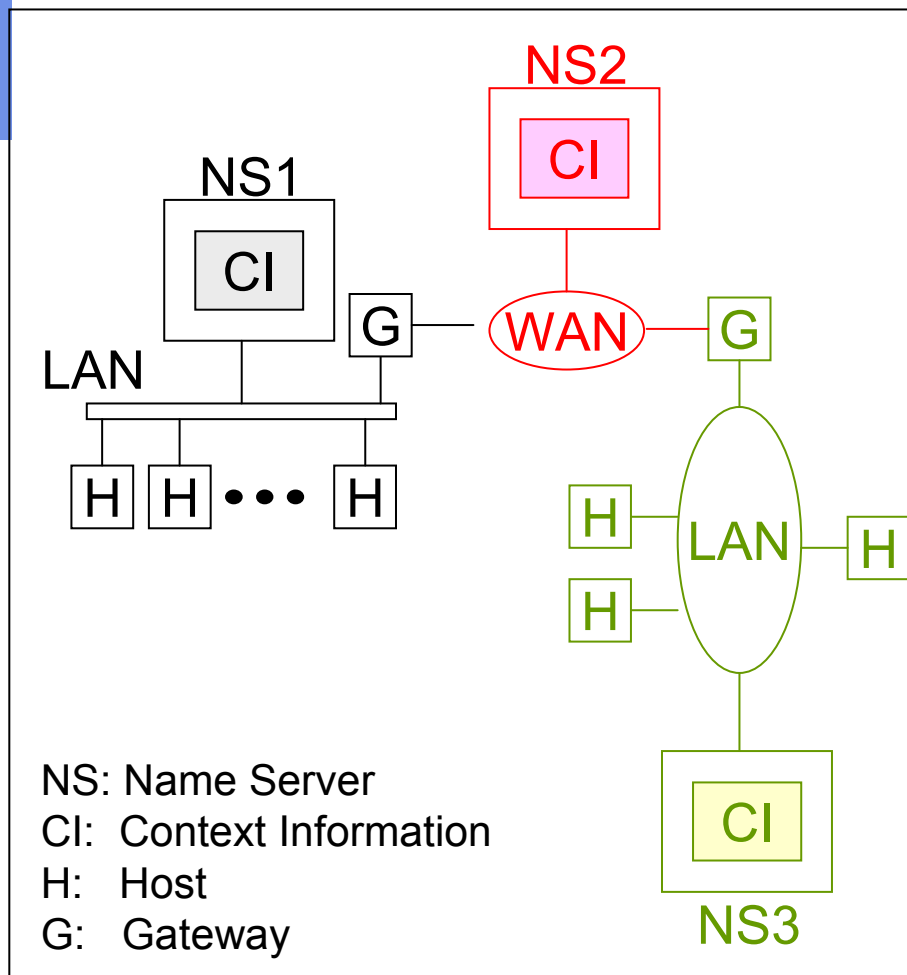 NS2
CI
NS1
CI
G
WAN
G
LAN
H H ••• H
H
LAN
H
H
CI
NS3
NS: Name Server
CI: Context Information
H: Host
G: Gateway